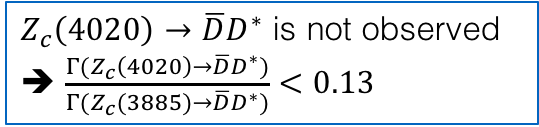 Z_c(4020) → D̅D* is not observed
➔ Γ(Z_c(4020)→D̅D*) / Γ(Z_c(3885)→D̅D*) < 0.13